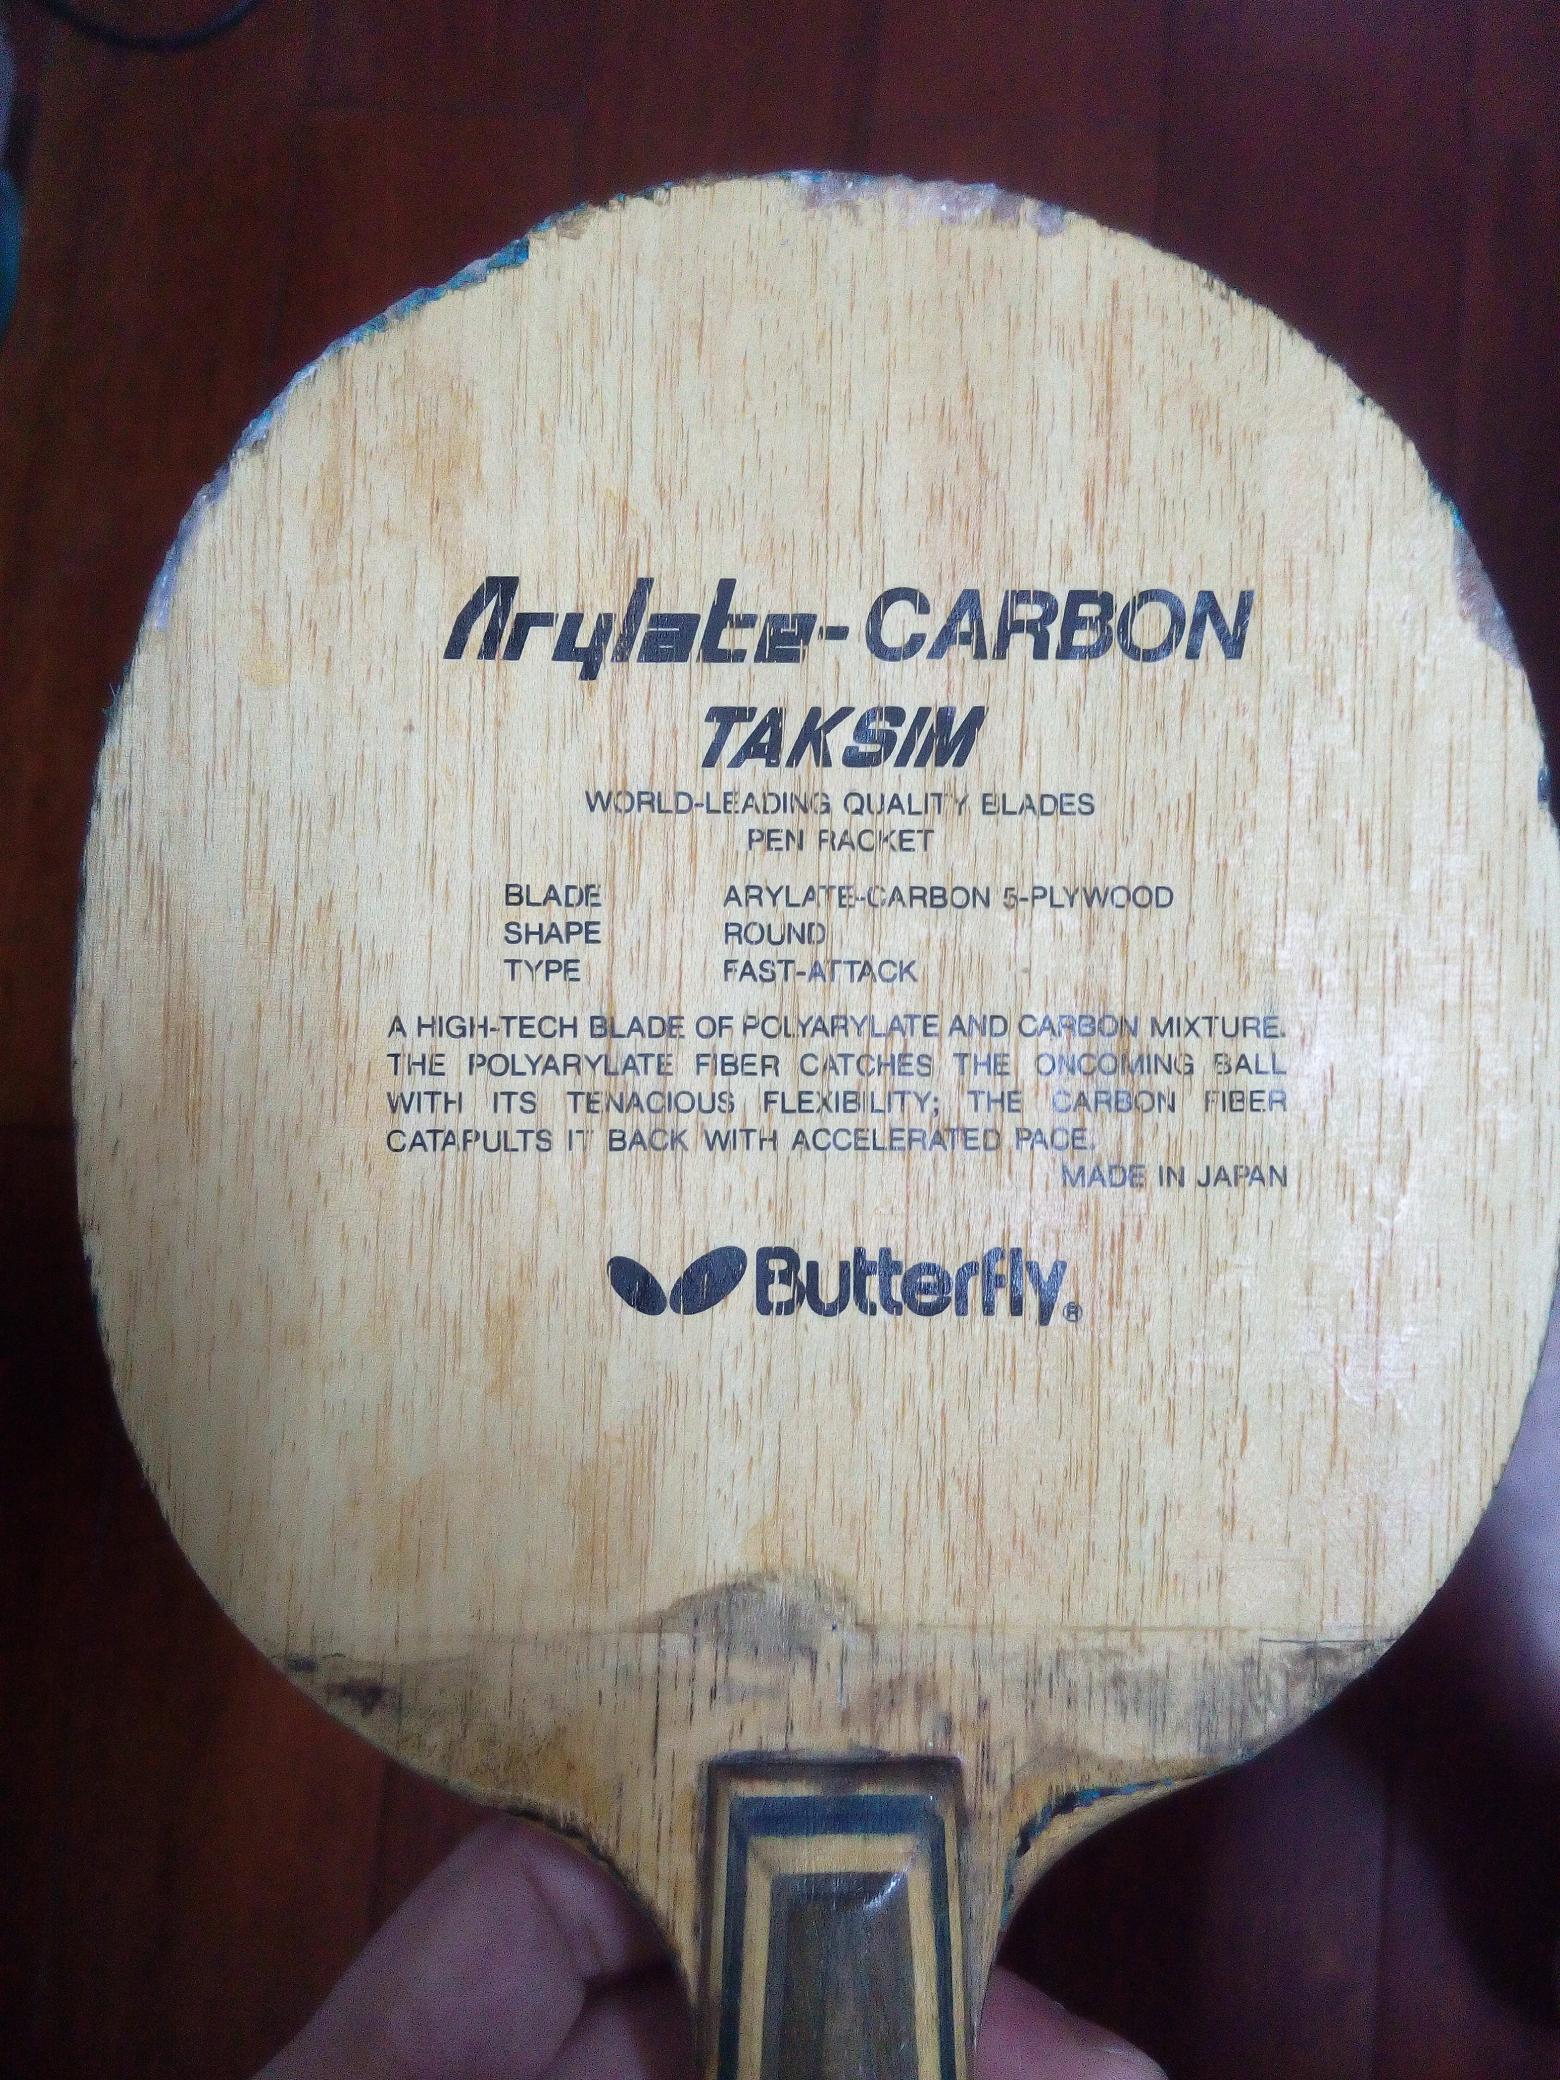 Arylate-CARBON
TAKSIM
WORLD-LEADING QUALITY BLADES
PEN RACKET
BLADE ARYLATE-CARBON 5-PLYWOOD
SHAPE ROUND
TYPE FAST-ATTACK
A HIGH-TECH BLADE OF POLYARYLATE AND CARBON MIXTURE.
THE POLYARYLATE FIBER CATCHES THE ONCOMING BALL
WITH ITS TENACIOUS FLEXIBILITY; THE CARBON FIBER
CATAPULTS IT BACK WITH ACCELERATED PACE.
MADE IN JAPAN
Butterfly®